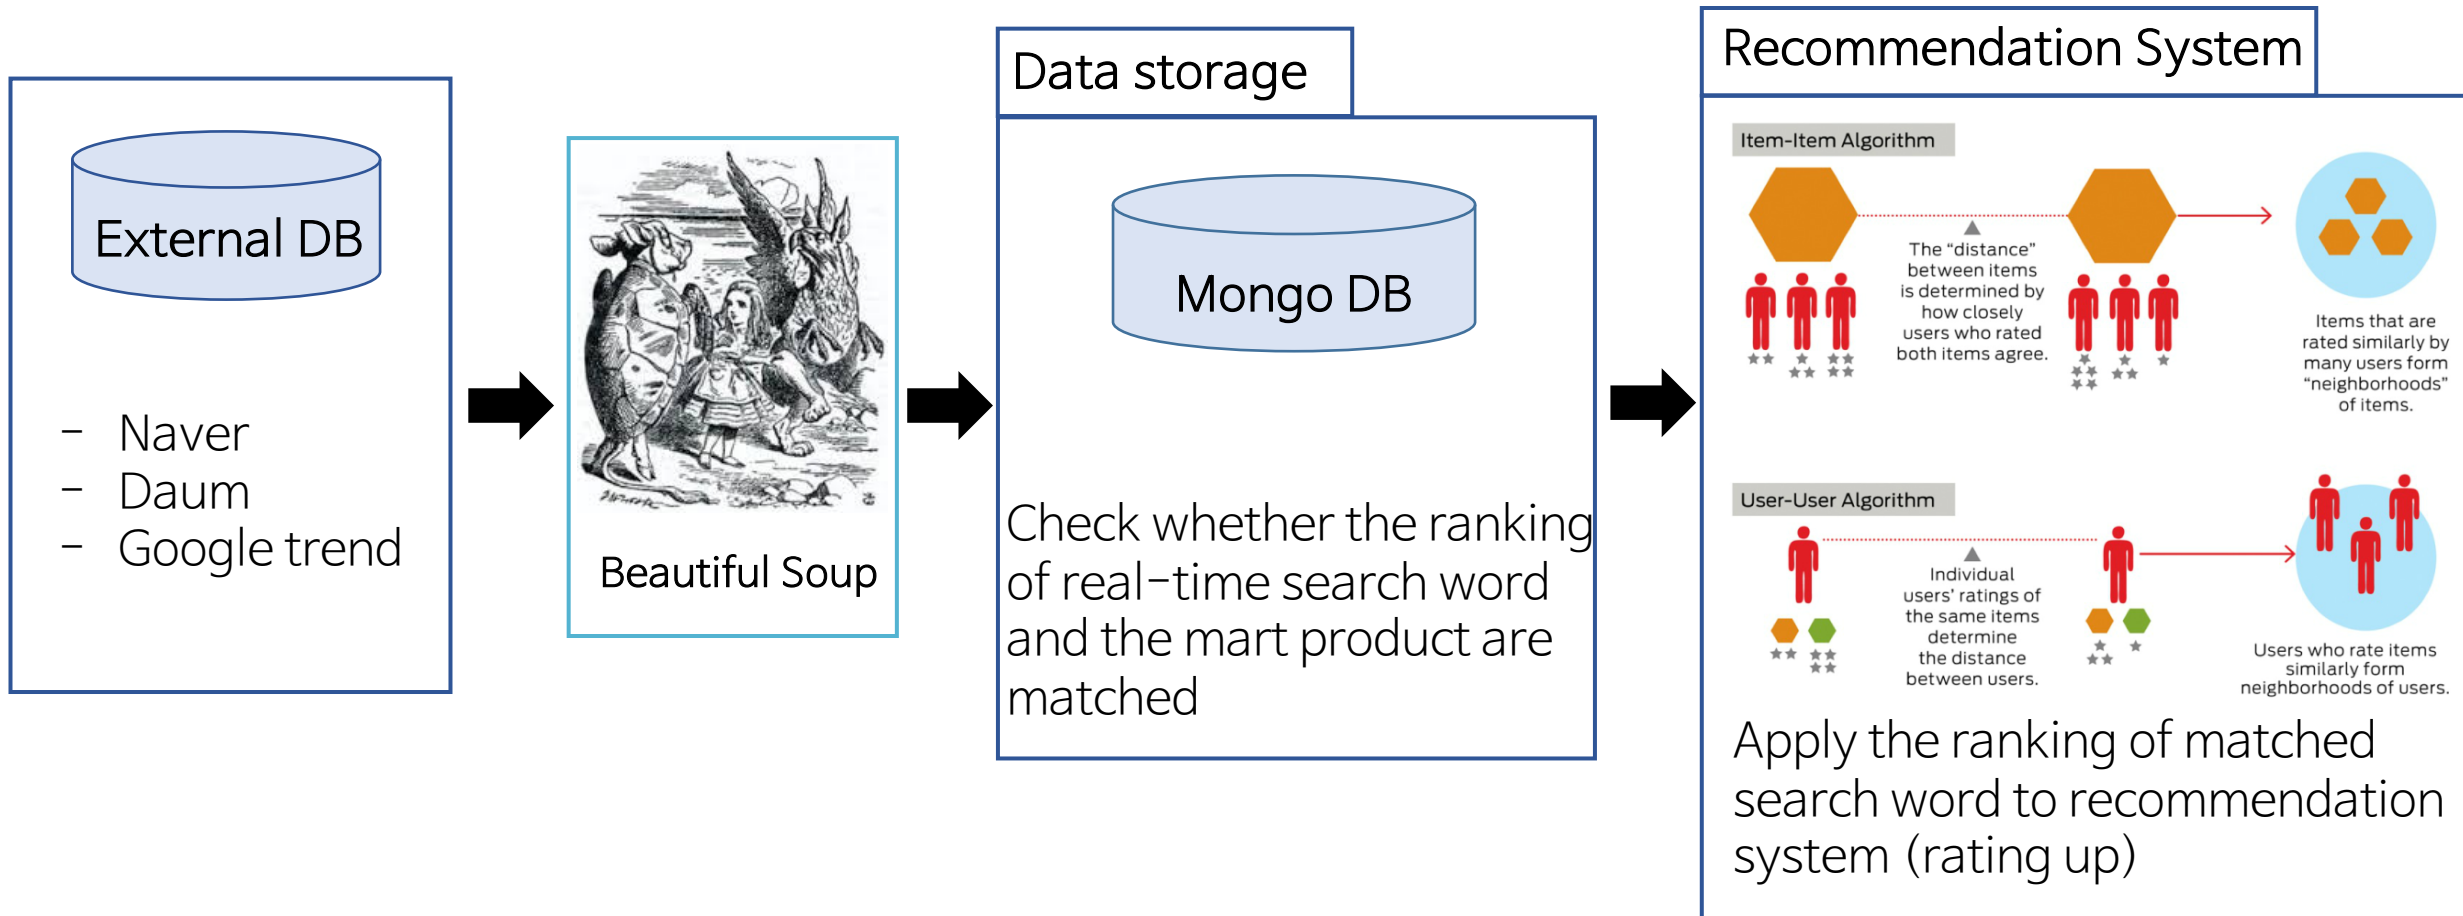 External DB
- Naver
- Daum
- Google trend
Beautiful Soup
Data storage
Mongo DB
Check whether the ranking
of real-time search word
and the mart product are
matched
Recommendation System
Item-Item Algorithm
The “distance”
between items
is determined by
how closely
users who rated
both items agree.
Items that are
rated similarly by
many users form
“neighborhoods”
of items.
User-User Algorithm
Individual
users’ ratings of
the same items
determine
the distance
between users.
Users who rate items
similarly form
neighborhoods of users.
Apply the ranking of matched
search word to recommendation
system (rating up)